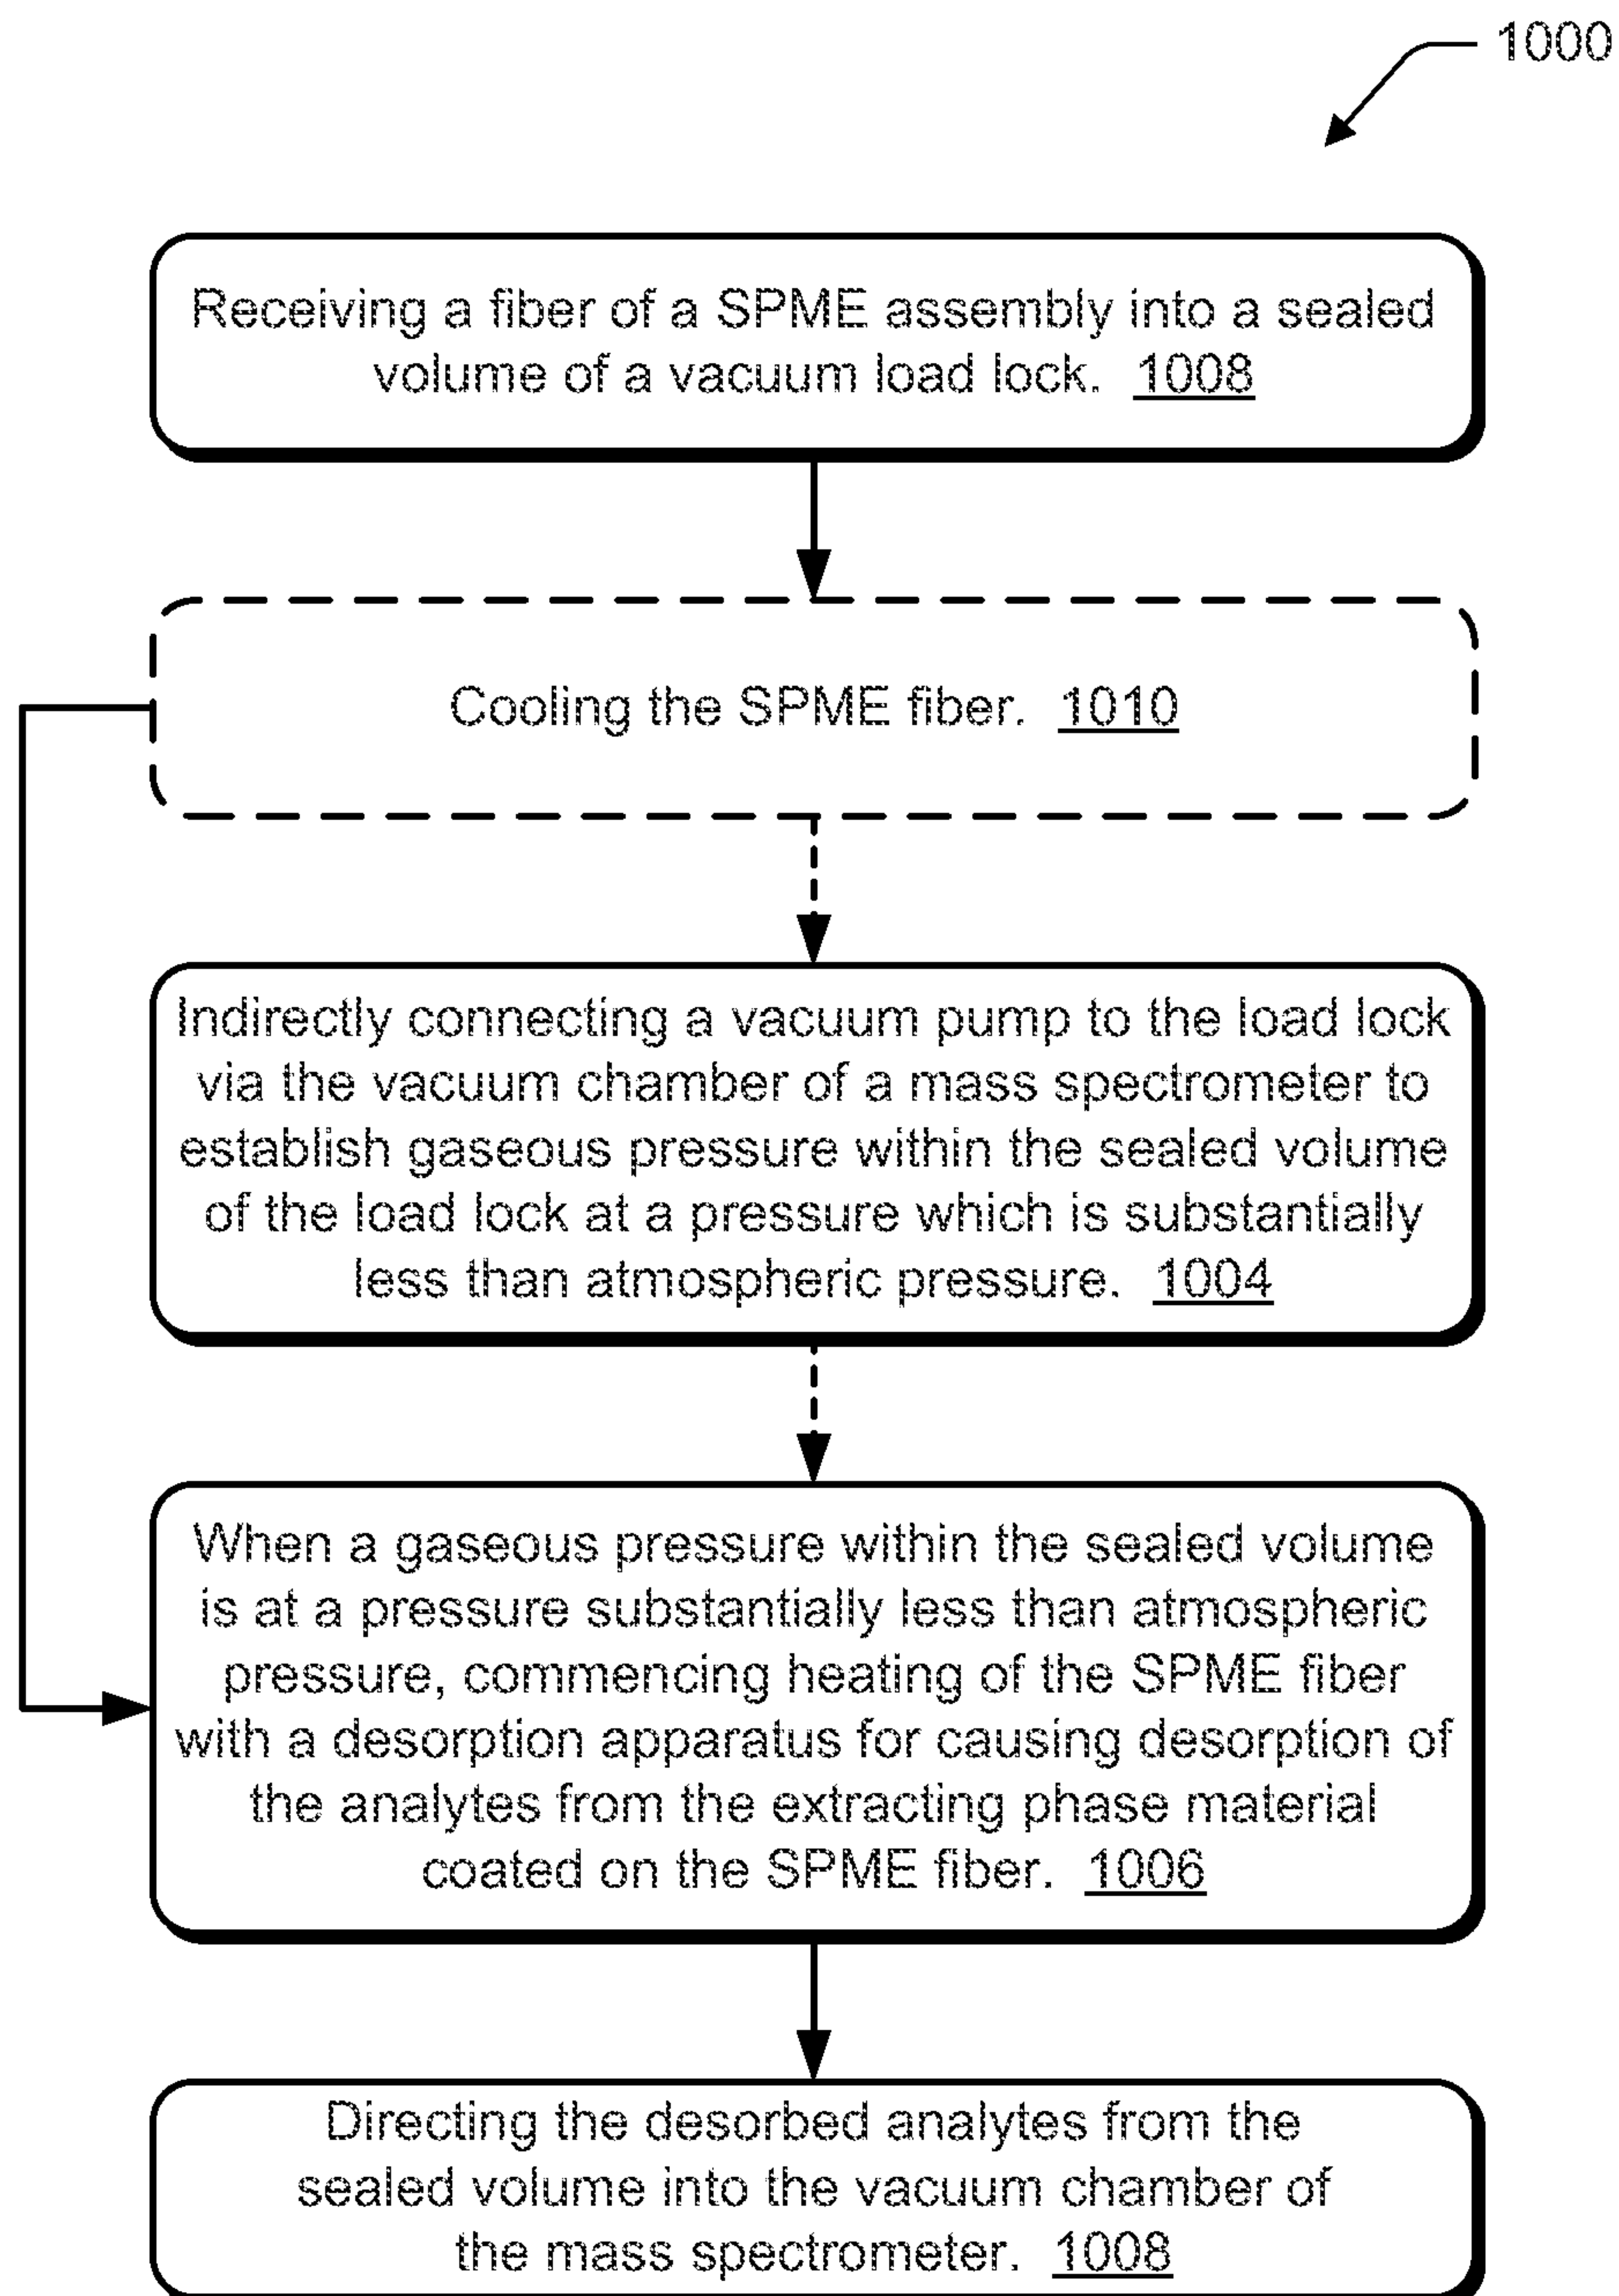 1000
Receiving a fiber of a SPME assembly into a sealed
volume of a vacuum load lock. 1008
Cooling the SPME fiber. 1010
Indirectly connecting a vacuum pump to the load lock
via the vacuum chamber of a mass spectrometer to
establish gaseous pressure within the sealed volume
of the load lock at a pressure which is substantially
less than atmospheric pressure. 1004
When a gaseous pressure within the sealed volume
is at a pressure substantially less than atmospheric
pressure, commencing heating of the SPME fiber
with a desorption apparatus for causing desorption of
the analytes from the extracting phase material
coated on the SPME fiber. 1006
Directing the desorbed analytes from the
sealed volume into the vacuum chamber of
the mass spectrometer. 1008